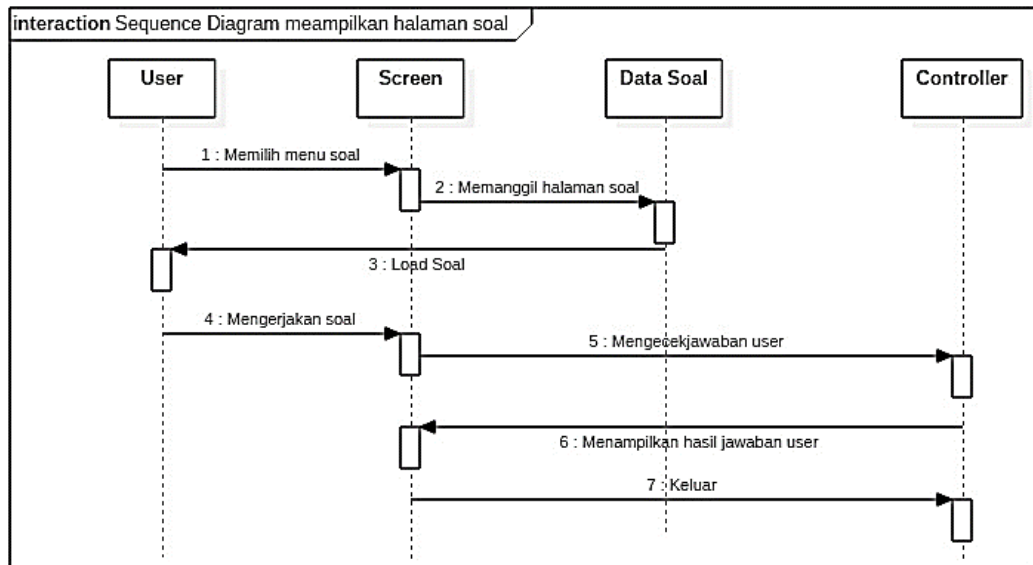 interaction Sequence Diagram meampilkan halaman soal
User
Screen
Data Soal
Controller
1 : Memilih menu soal
2 : Memanggil halaman soal
3 : Load Soal
4 : Mengerjakan soal
5 : Mengecekjawaban user
6 : Menampilkan hasil jawaban user
7 : Keluar